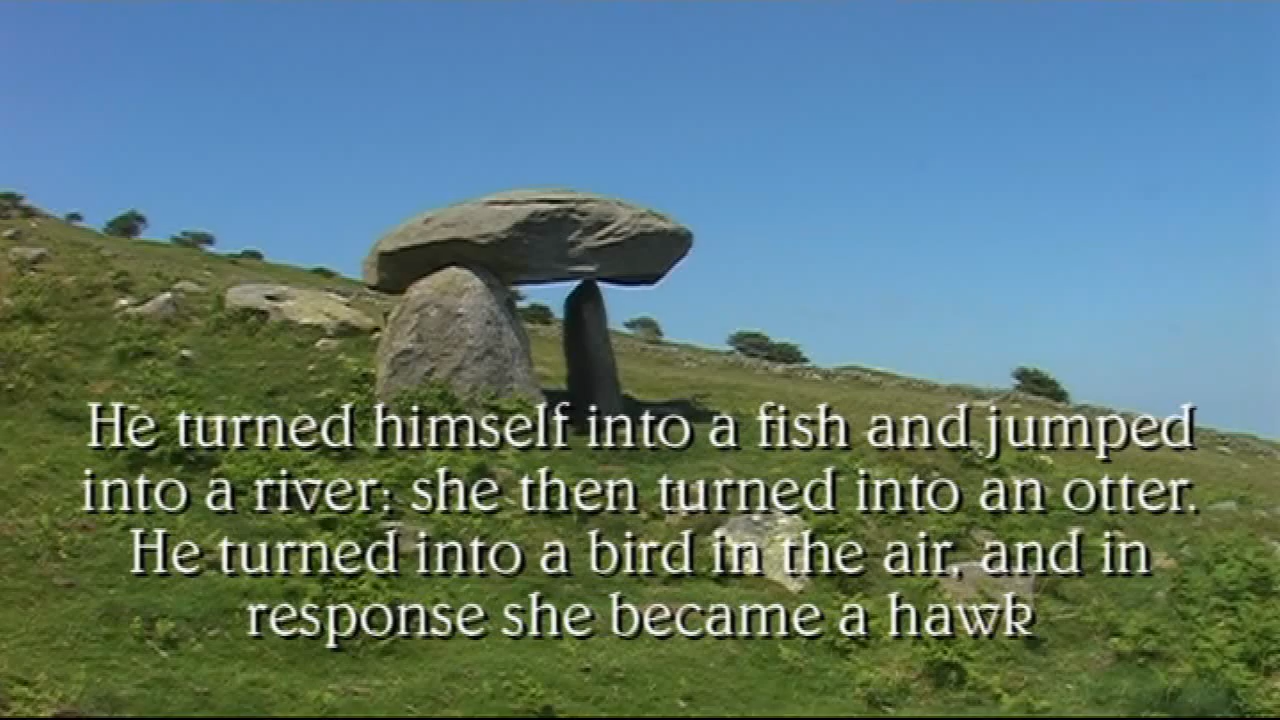 He turned himself into a fish and jumped
into a river; she then turned into an otter.
He turned into a bird in the air, and in
response she became a hawk